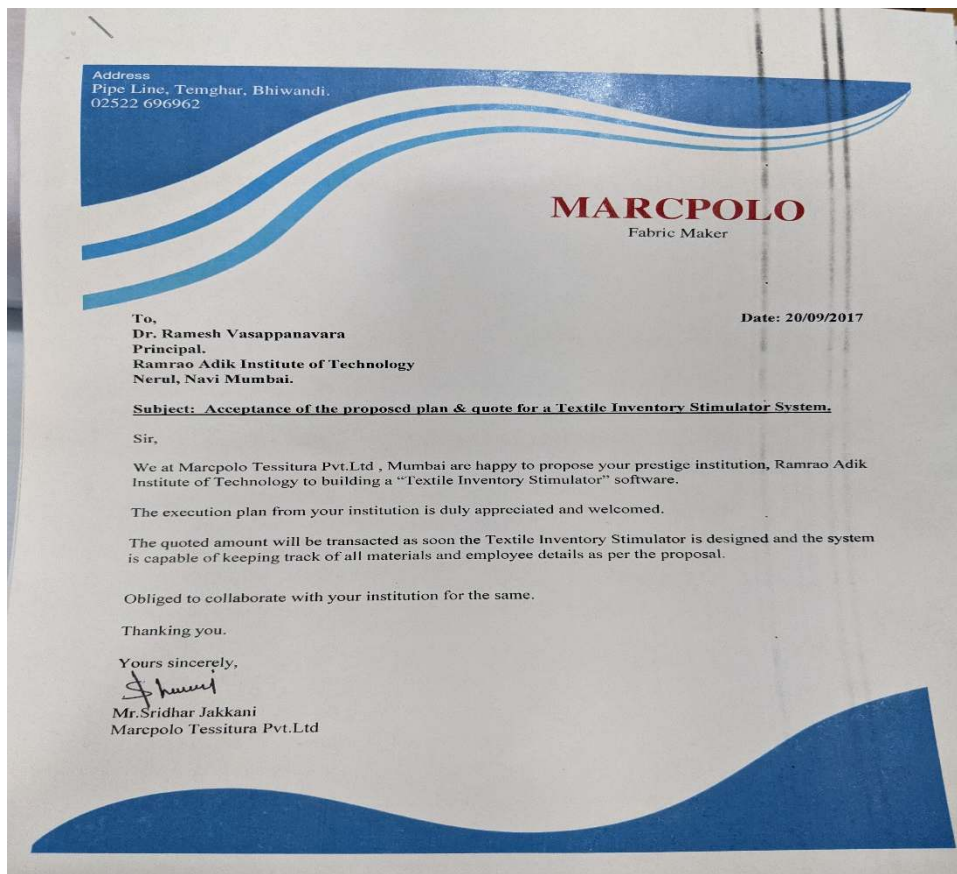 Address
Pipe Line, Temghar, Bhiwandi.
02522 696962
MARCPOLO
Fabric Maker
To,
Date: 20/09/2017
Dr. Ramesh Vasappanavara
Principal.
Ramrao Adik Institute of Technology
Nerul, Navi Mumbai.
Subject: Acceptance of the proposed plan & quote for a Textile Inventory Stimulator System.
Sir,
We at Marcpolo Tessitura Pvt.Ltd , Mumbai are happy to propose your prestige institution, Ramrao Adik
Institute of Technology to building a “Textile Inventory Stimulator” software.
The execution plan from your institution is duly appreciated and welcomed.
The quoted amount will be transacted as soon the Textile Inventory Stimulator is designed and the system
is capable of keeping track of all materials and employee details as per the proposal.
Obliged to collaborate with your institution for the same.
Thanking you.
Yours sincerely,
Mr.Sridhar Jakkani
Marcpolo Tessitura Pvt.Ltd